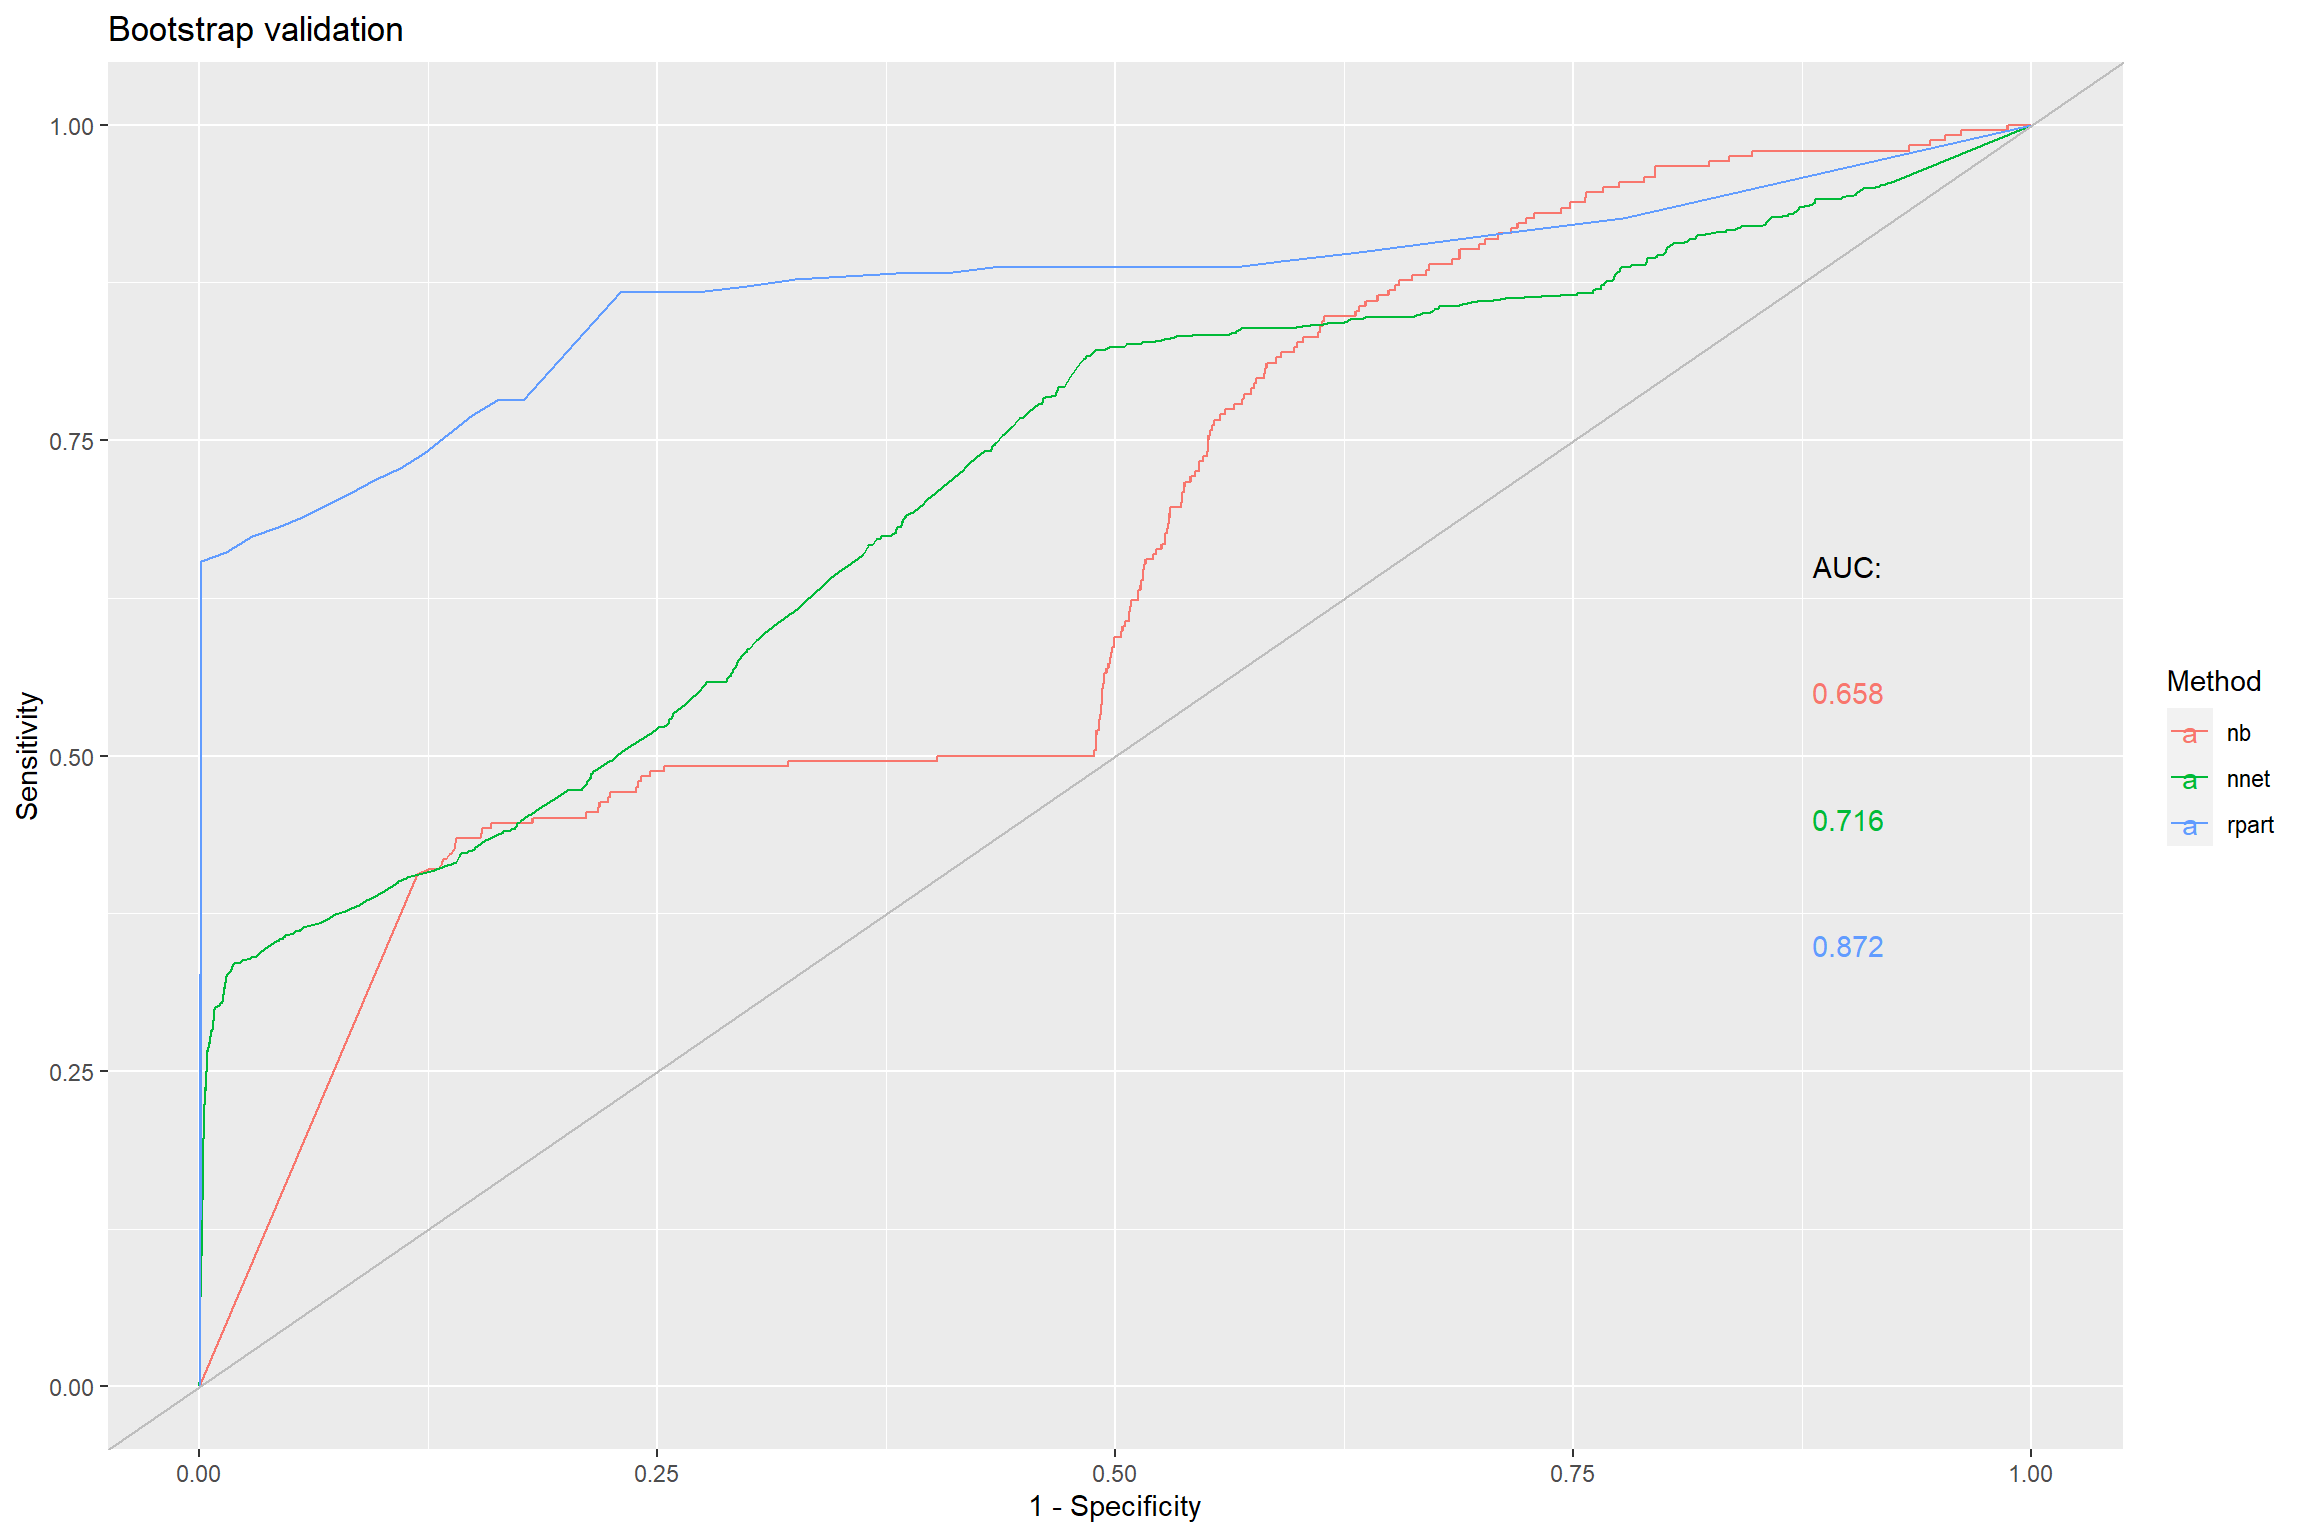 Bootstrap validation
1.00
0.75
0.50
0.25
0.00
Sensitivity
0.00
0.25
0.50
0.75
1.00
1 - Specificity
AUC:
0.658
0.716
0.872
Method
a nb
a nnet
a rpart